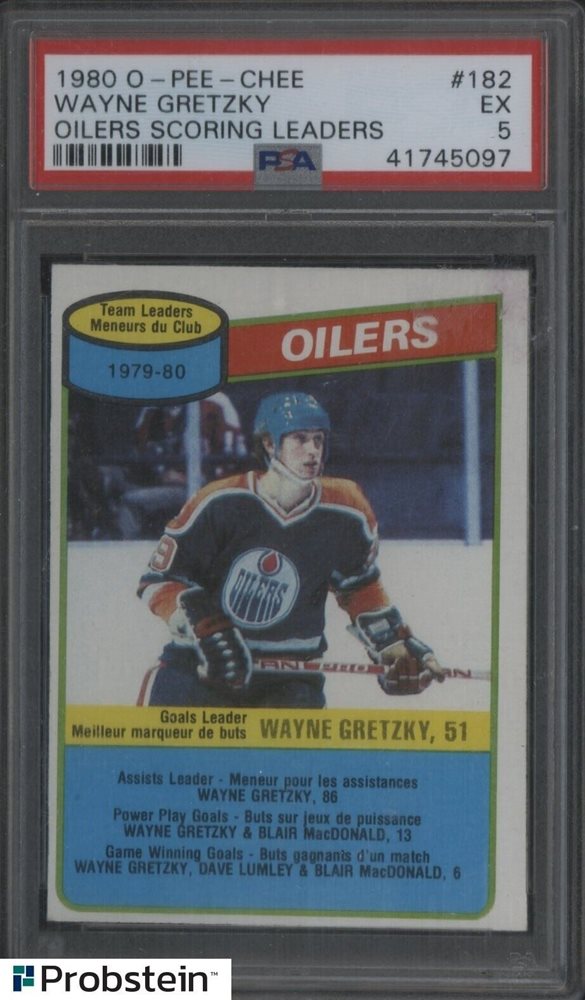 1980 O-PEE-CHEE #182
WAYNE GRETZKY EX
OILERS SCORING LEADERS 5
PSA 41745097
Team Leaders
Meneurs du Club
1979-80
OILERS
9
OILERS
Goals Leader
Meilleur marqueur de buts
WAYNE GRETZKY, 51
Assists Leader - Meneur pour les assistances
WAYNE GRETZKY, 86
Power Play Goals - Buts sur jeux de puissance
WAYNE GRETZKY & BLAIR MacDONALD, 13
Game Winning Goals - Buts gagnants d'un match
WAYNE GRETZKY, DAVE LUMLEY & BLAIR MacDONALD, 6
Probstein™